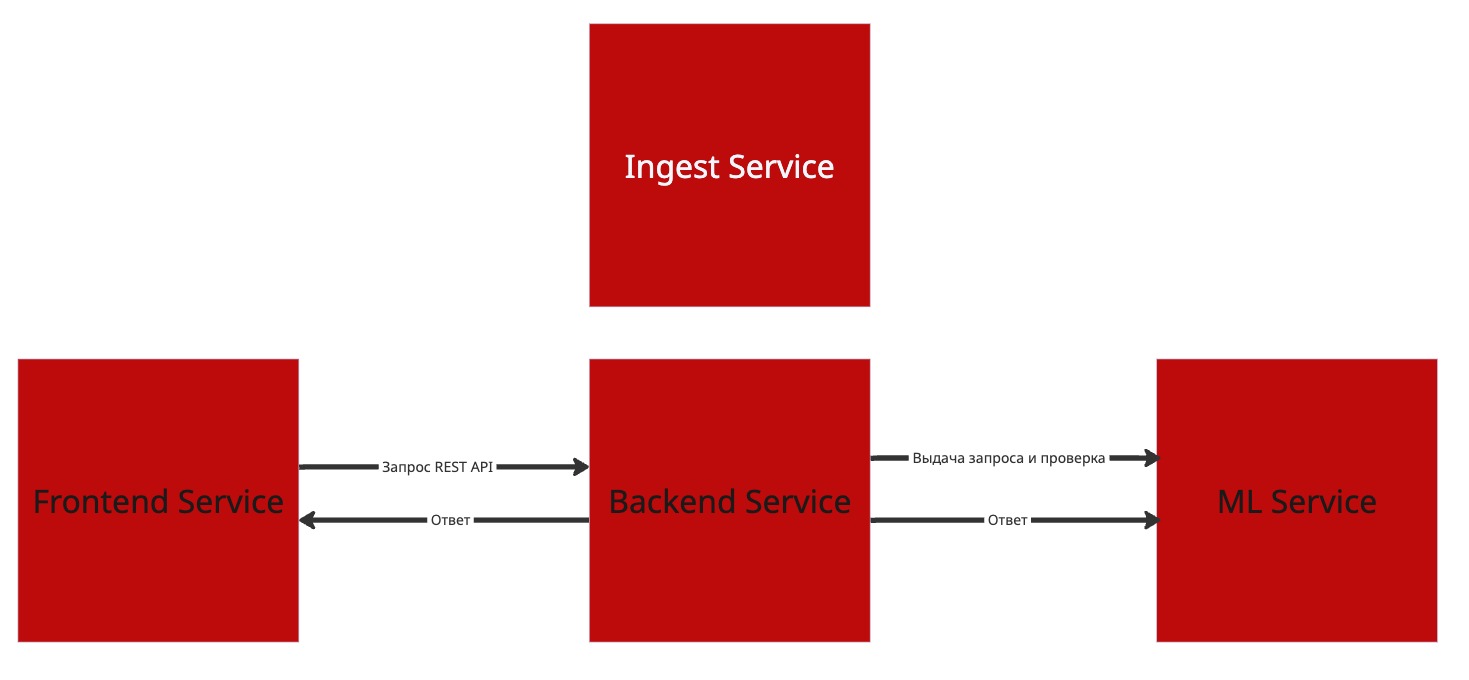 Ingest Service
Запрос REST API
Выдача запроса и проверка
Frontend Service
Backend Service
ML Service
Ответ
Ответ